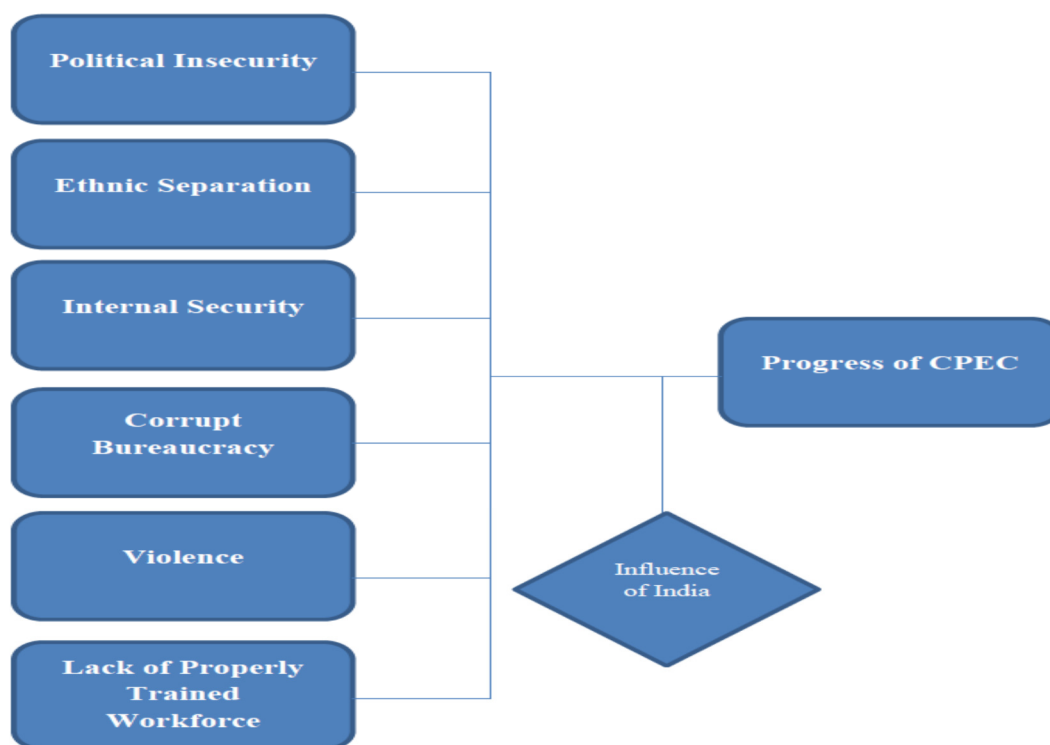 Political Insecurity
Ethnic Separation
Internal Security
Corrupt
Bureaucracy
Violence
Lack of Properly
Trained
Workforce
Progress of CPEC
Influence
of India